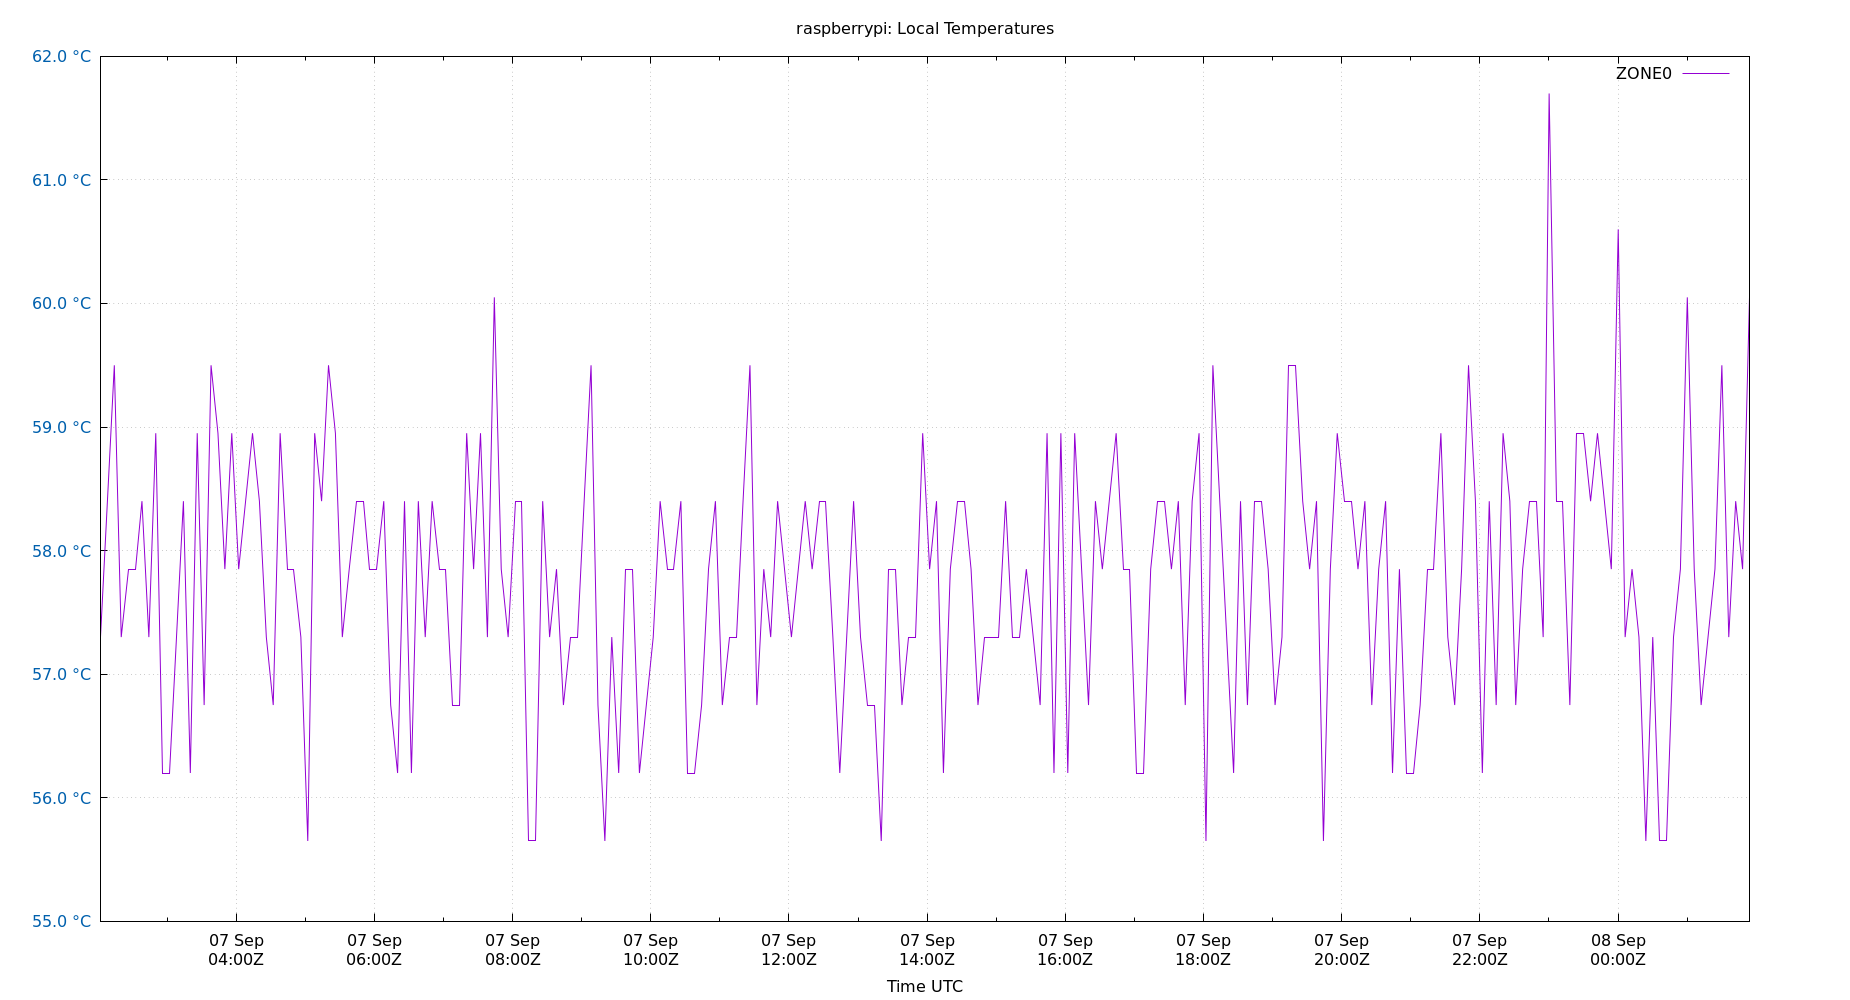 raspberrypi: Local Temperatures
62.0 °C
ZONE0
61.0 °C
60.0 °C
59.0 °C
58.0 °C
57.0 °C
56.0 °C
55.0 °C
07 Sep 07 Sep 07 Sep 07 Sep 07 Sep 07 Sep 07 Sep 07 Sep 07 Sep 07 Sep 08 Sep
04:00Z 06:00Z 08:00Z 10:00Z 12:00Z 14:00Z 16:00Z 18:00Z 20:00Z 22:00Z 00:00Z
Time UTC